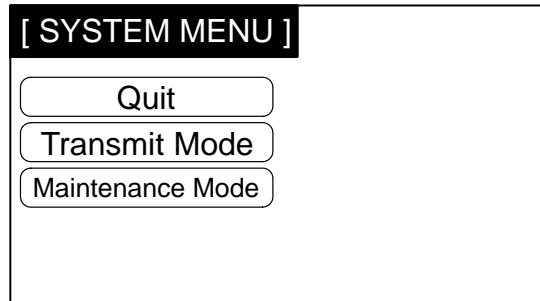 [ SYSTEM MENU ]
Quit
Transmit Mode
Maintenance Mode